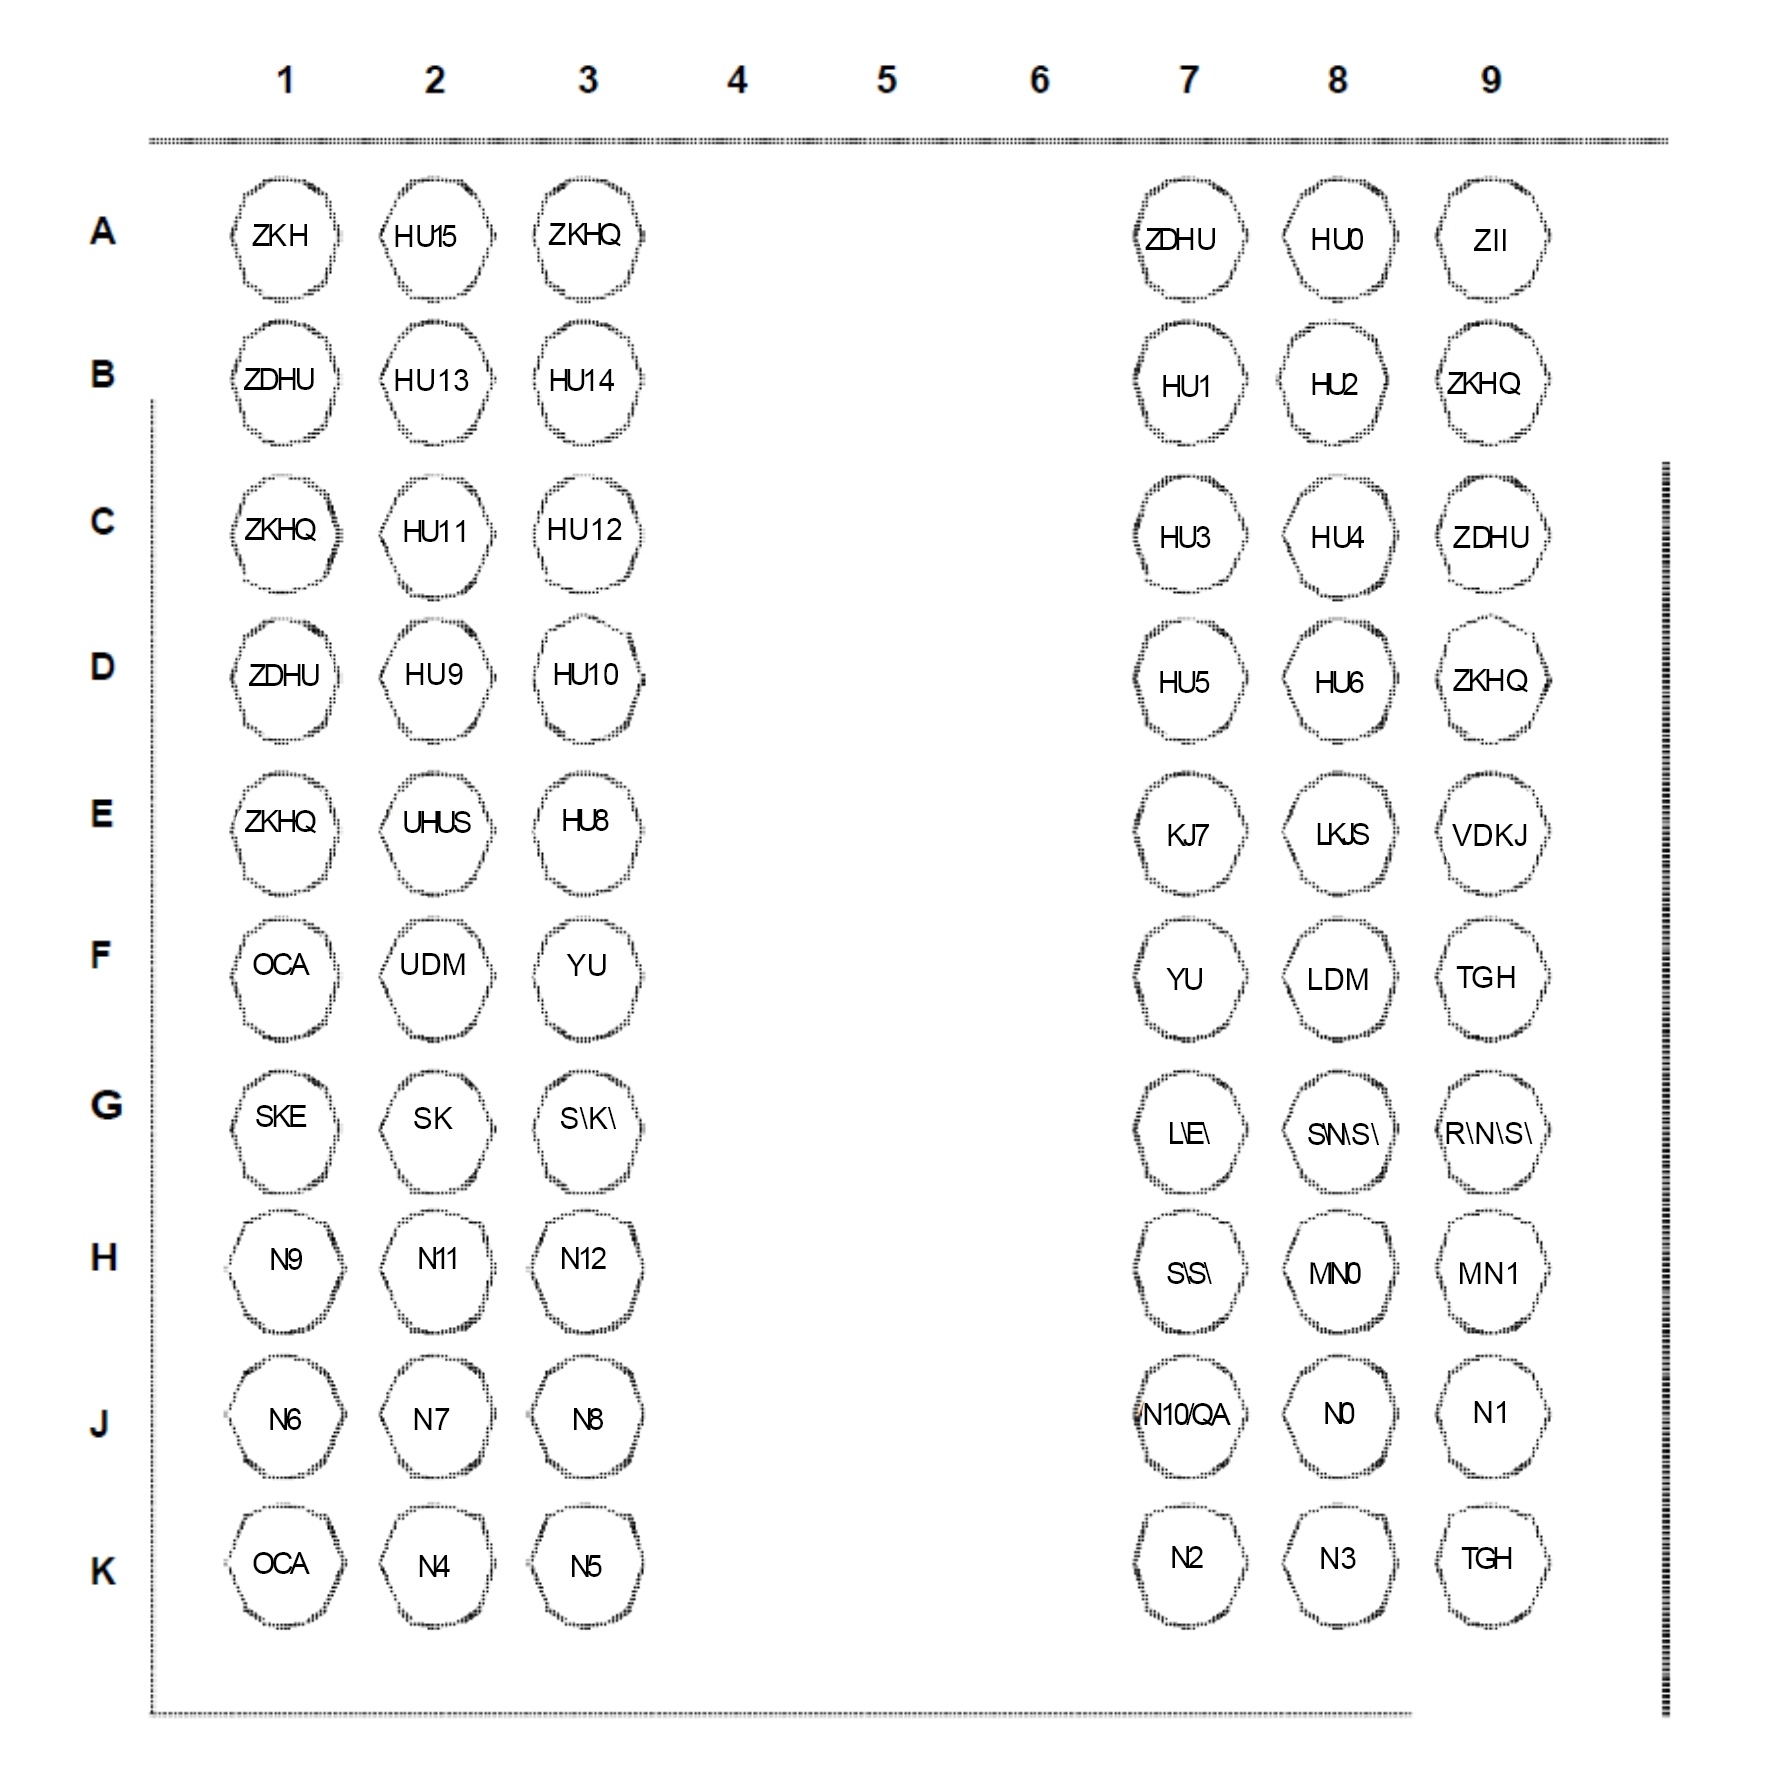 1 2 3 4 5 6 7 8 9
A ZKH HU15 ZKHQ ZDHU HU0 ZII
B ZDHU HU13 HU14 HU1 HU2 ZKHQ
C ZKHQ HU11 HU12 HU3 HU4 ZDHU
D ZDHU HU9 HU10 HU5 HU6 ZKHQ
E ZKHQ UHUS HU8 KJ7 LKJS VDKJ
F OCA UDM YU YU LDM TGH
G SKE SK S\K\ L\E\ S\N\S\ R\N\S\
H N9 N11 N12 S\S\ MN0 MN1
J N6 N7 N8 N10/QA N0 N1
K OCA N4 N5 N2 N3 TGH